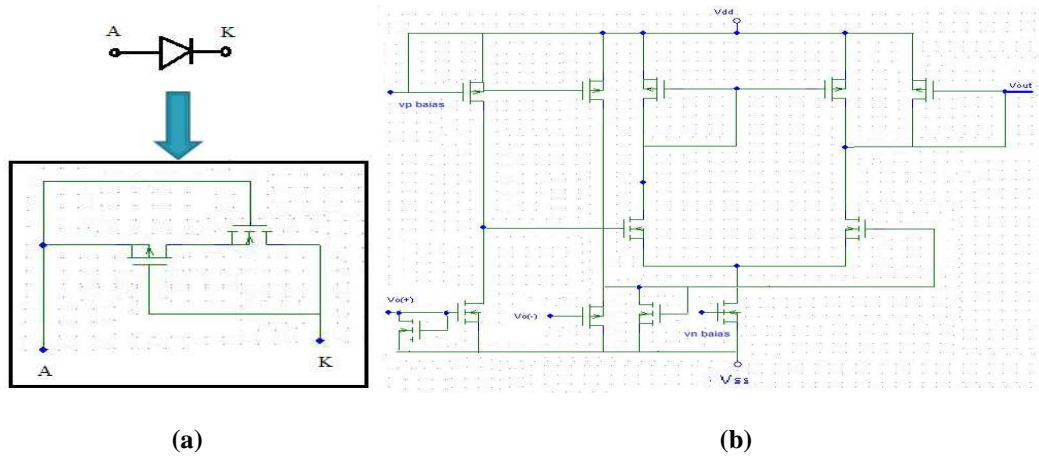 A K
A
K
(a)
Vdd
vp baias
Vout
Vo(+)
Vo(-)
vn baias
Vss
(b)